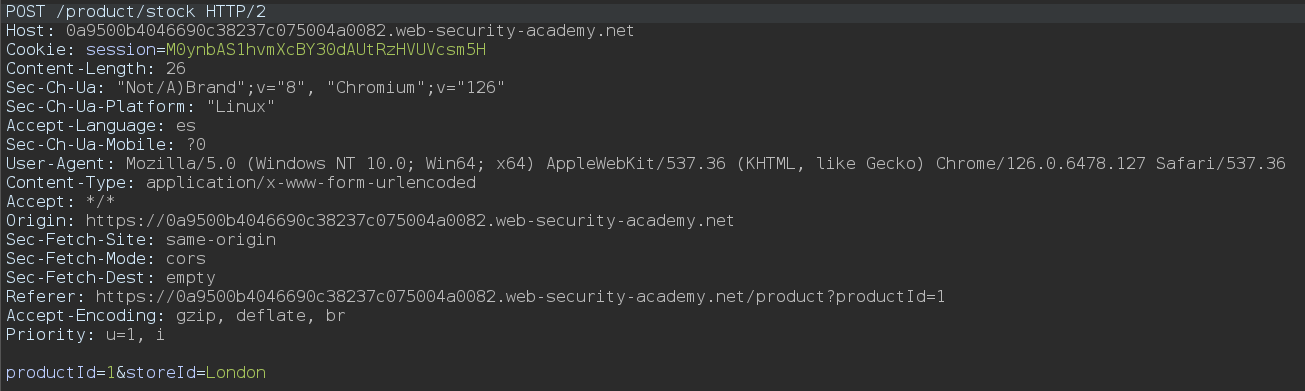 POST /product/stock HTTP/2
Host: 0a9500b4046690c38237c075004a0082.web-security-academy.net
Cookie: session=M0ynbAS1hvmXcBY30dAUtRzHVUVcsm5H
Content-Length: 26
Sec-Ch-Ua: "Not/A)Brand";v="8", "Chromium";v="126"
Sec-Ch-Ua-Platform: "Linux"
Accept-Language: es
Sec-Ch-Ua-Mobile: ?0
User-Agent: Mozilla/5.0 (Windows NT 10.0; Win64; x64) AppleWebKit/537.36 (KHTML, like Gecko) Chrome/126.0.6478.127 Safari/537.36
Content-Type: application/x-www-form-urlencoded
Accept: */*
Origin: https://0a9500b4046690c38237c075004a0082.web-security-academy.net
Sec-Fetch-Site: same-origin
Sec-Fetch-Mode: cors
Sec-Fetch-Dest: empty
Referer: https://0a9500b4046690c38237c075004a0082.web-security-academy.net/product?productId=1
Accept-Encoding: gzip, deflate, br
Priority: u=1, i

productId=1&storeId=London